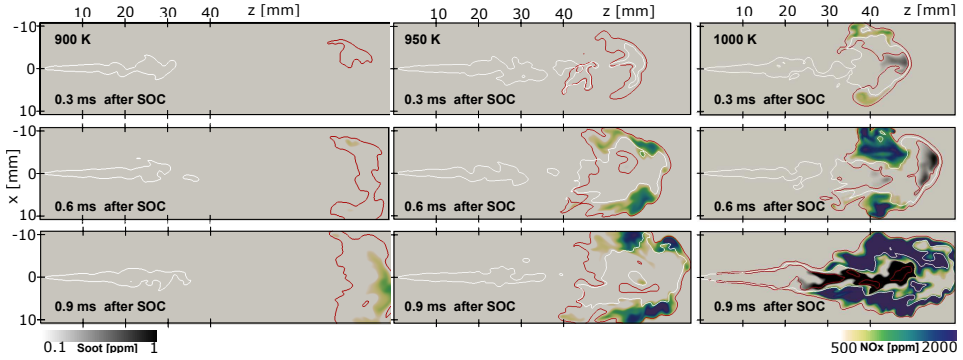 z [mm] z [mm] z [mm]
10 20 30 40 10 20 30 40 10 20 30 40
-10 900 K 950 K 1000 K
0
10 0.3 ms after SOC 0.3 ms after SOC 0.3 ms after SOC
-10
x [mm]
0
10 0.6 ms after SOC 0.6 ms after SOC 0.6 ms after SOC
-10
0
10 0.9 ms after SOC 0.9 ms after SOC 0.9 ms after SOC
0.1 Soot [ppm] 1 500 NOx [ppm] 2000